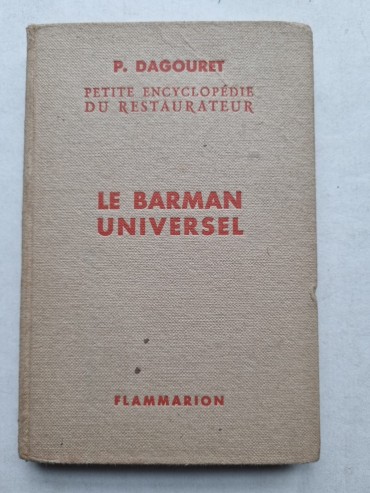 P. DAGOURET
PETITE ENCYCLOPÉDIE
DU RESTAURATEUR
LE BARMAN
UNIVERSEL
FLAMMARION